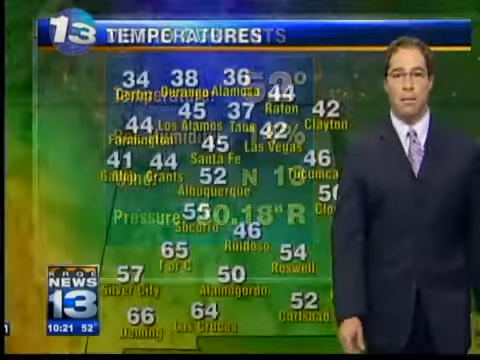 13 TEMPERATURES
34 38 36
Durango Alamosa
44
Raton
45 37 42
Los Alamos Taos Clayton
44 42
Farmington Las Vegas
45
Santa Fe
41 44 46
Gallup Grants Tucumca
52
Albuquerque
N 10
50
Clo
Pressure: 30.18" R
55
Socorro
46
Ruidoso
65
T or C
54
Roswell
57 50
Silver City Alamogordo
52
Carlsbad
66 64
Deming Las Cruces
KRQE
NEWS
13
10:21 52°